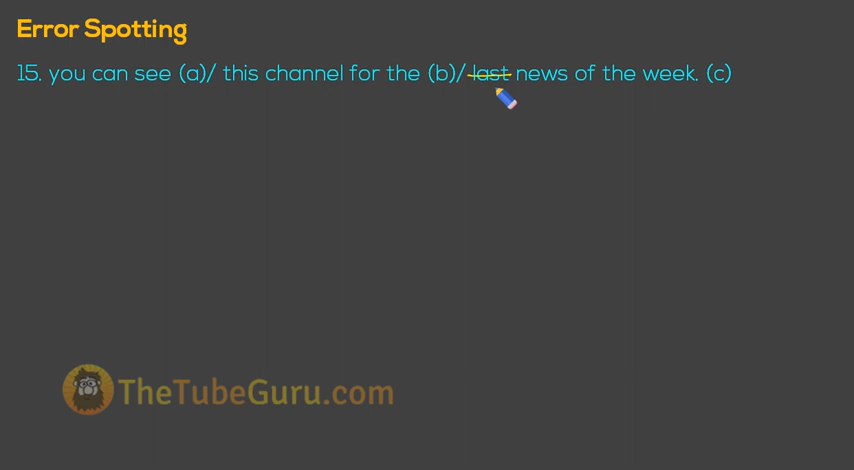 Error Spotting
15. you can see (a)/ this channel for the (b)/ last news of the week. (c)
TheTubeGuru.com